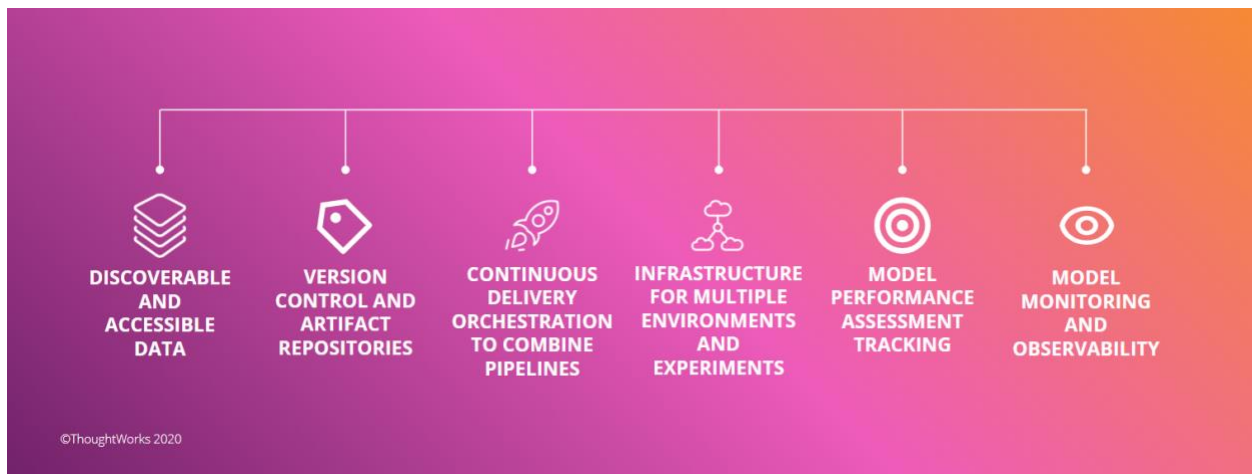 DISCOVERABLE
AND
ACCESSIBLE
DATA
VERSION
CONTROL AND
ARTIFACT
REPOSITORIES
CONTINUOUS
DELIVERY
ORCHESTRATION
TO COMBINE
PIPELINES
INFRASTRUCTURE
FOR MULTIPLE
ENVIRONMENTS
AND
EXPERIMENTS
MODEL
PERFORMANCE
ASSESSMENT
TRACKING
MODEL
MONITORING
AND
OBSERVABILITY
©ThoughtWorks 2020